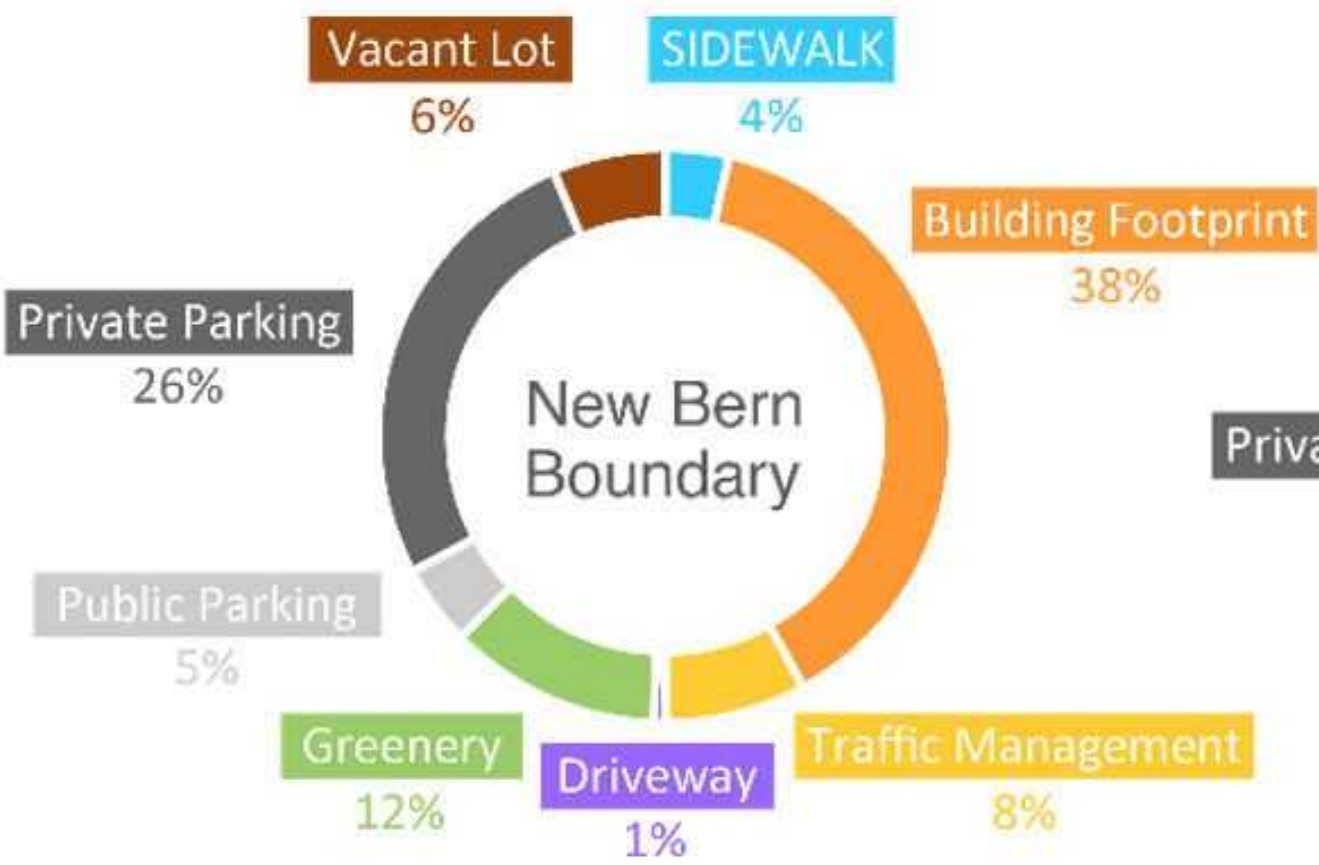 Vacant Lot
6%
SIDEWALK
4%
Building Footprint
38%
Private Parking
26%
New Bern
Boundary
Priva
Public Parking
5%
Greenery
12%
Driveway
1%
Traffic Management
8%